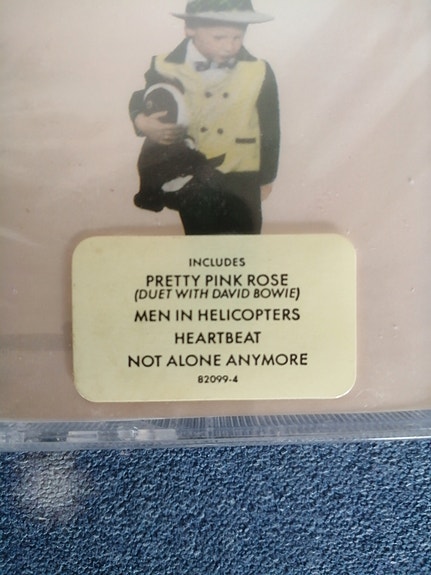 INCLUDES
PRETTY PINK ROSE
(DUET WITH DAVID BOWIE)
MEN IN HELICOPTERS
HEARTBEAT
NOT ALONE ANYMORE
82099-4